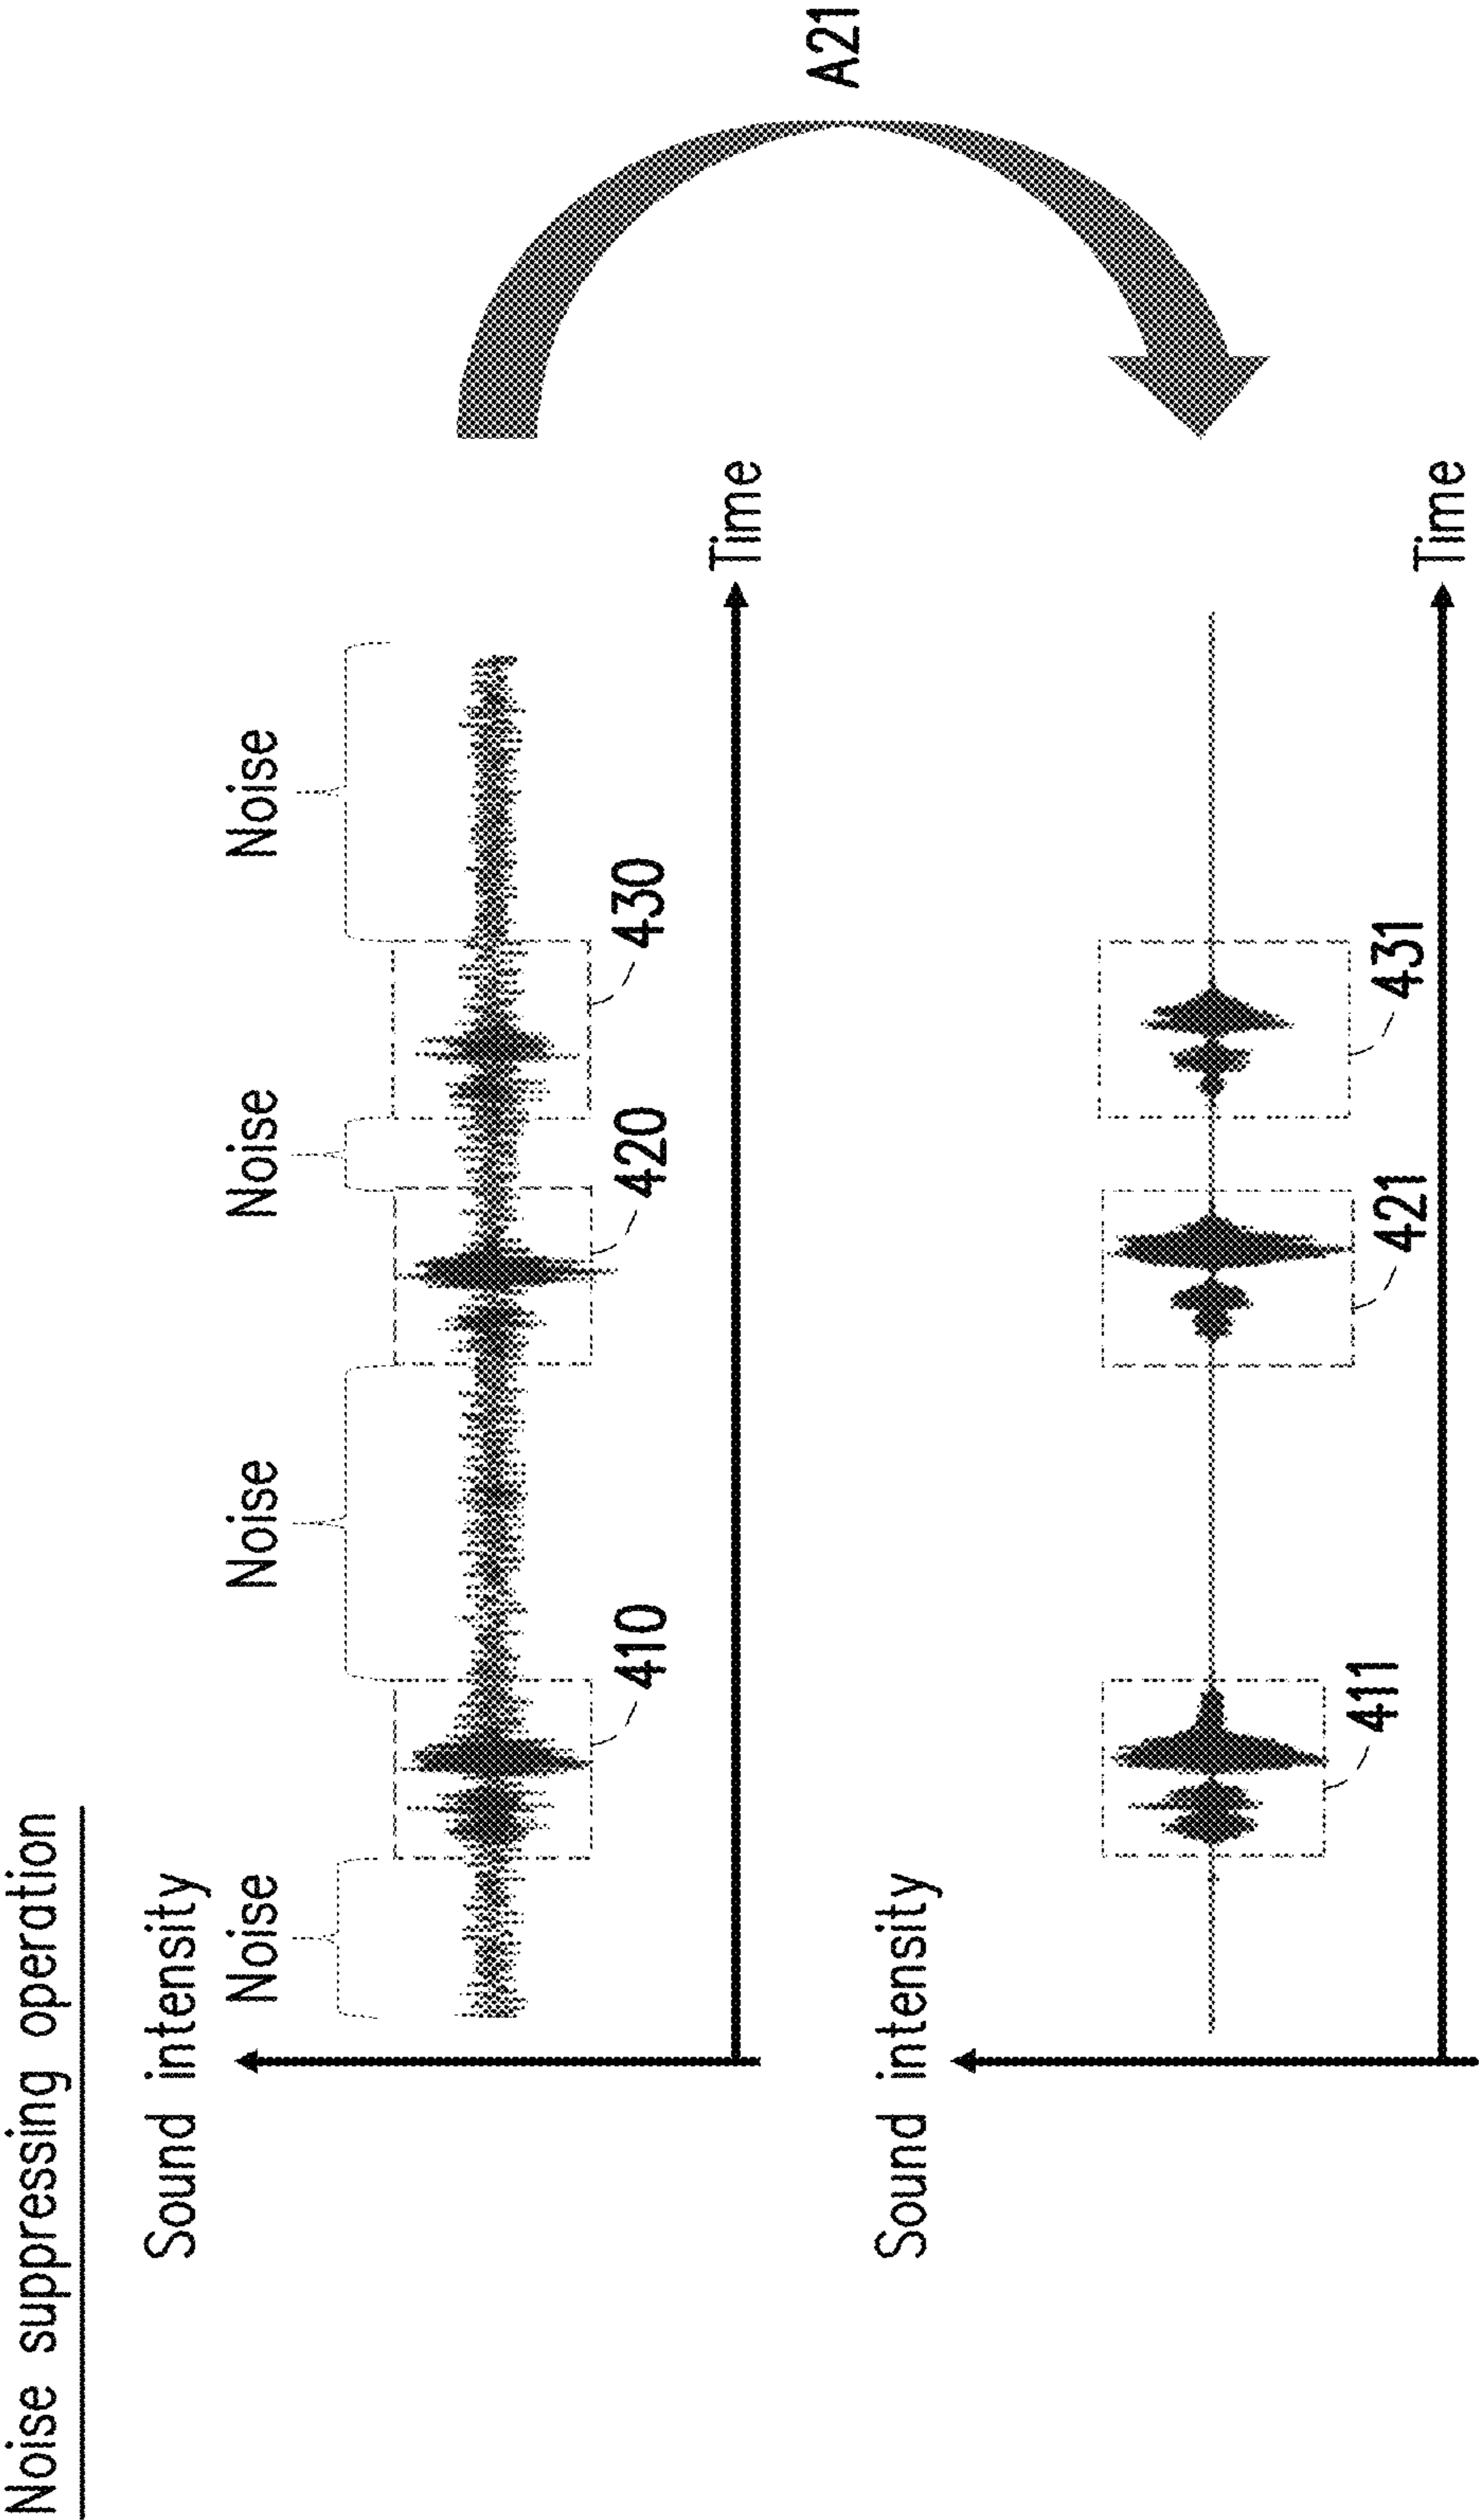 Noise suppressing operation
Sound intensity
Noise
Noise
Noise
Noise
410
420
430
Time
A21
Sound intensity
411
421
431
Time